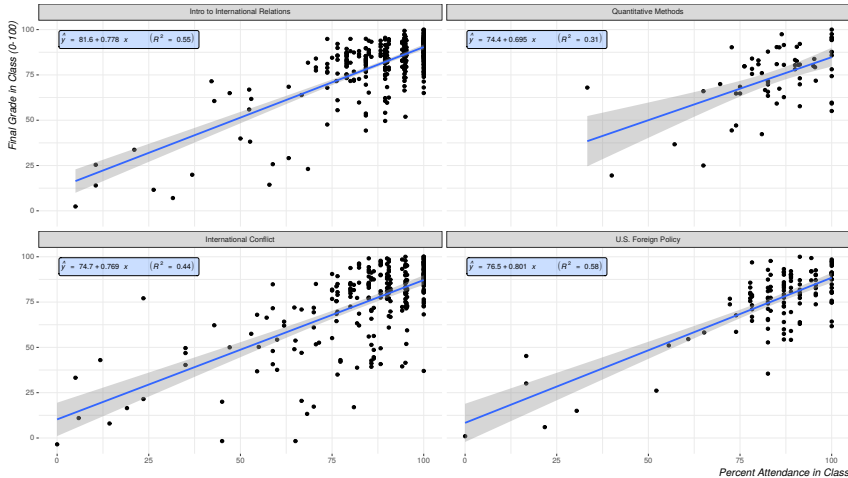 Intro to International Relations
Quantitative Methods
ŷ = 81.6 + 0.778 x (R² = 0.55)
ŷ = 74.4 + 0.695 x (R² = 0.31)
100
75
50
25
0
Final Grade in Class (0-100)
International Conflict
U.S. Foreign Policy
ŷ = 74.7 + 0.769 x (R² = 0.44)
ŷ = 76.5 + 0.801 x (R² = 0.58)
100
75
50
25
0
0 25 50 75 100
0 25 50 75 100
Percent Attendance in Class